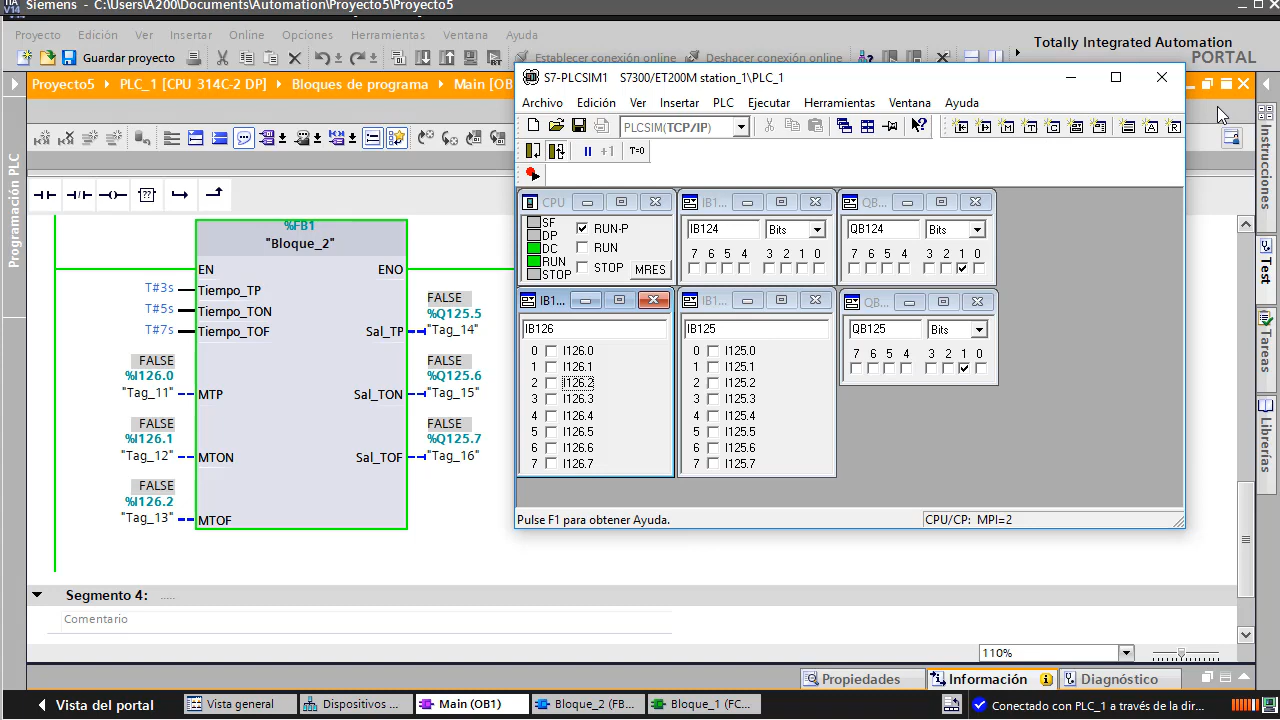 Siemens - C:\Users\A200\Documents\Automation\Proyecto5\Proyecto5
V14
Proyecto Edición Ver Insertar Online Opciones Herramientas Ventana Ayuda
Guardar proyecto
Establecer conexión online
Deshacer conexión online
Totally Integrated Automation
PORTAL
Proyecto5
PLC_1 [CPU 314C-2 DP]
Bloques de programa
Main [OB
Programación PLC
%FB1
"Bloque_2"
EN
ENO
T#3s
Tiempo_TP
T#5s
Tiempo_TON
T#7s
Tiempo_TOF
FALSE
%Q125.5
Sal_TP
"Tag_14"
FALSE
%I126.0
"Tag_11"
MTP
FALSE
%Q125.6
Sal_TON
"Tag_15"
FALSE
%I126.1
"Tag_12"
MTON
FALSE
%Q125.7
Sal_TOF
"Tag_16"
FALSE
%I126.2
"Tag_13"
MTOF
Segmento 4: .....
Comentario
S7-PLCSIM1 S7300/ET200M station_1\PLC_1
Archivo Edición Ver Insertar PLC Ejecutar Herramientas Ventana Ayuda
PLCSIM(TCP/IP)
+1
T=0
CPU
SF
DP
DC
RUN
STOP
RUN-P
RUN
STOP
MRES
IB1...
IB124
Bits
7 6 5 4 3 2 1 0
QB...
QB124
Bits
7 6 5 4 3 2 1 0
IB1...
IB126
0 I126.0
1 I126.1
2 I126.2
3 I126.3
4 I126.4
5 I126.5
6 I126.6
7 I126.7
IB1...
IB125
0 I125.0
1 I125.1
2 I125.2
3 I125.3
4 I125.4
5 I125.5
6 I125.6
7 I125.7
QB...
QB125
Bits
7 6 5 4 3 2 1 0
Pulse F1 para obtener Ayuda.
CPU/CP: MPI=2
Instrucciones
Test
Tareas
Librerías
110%
Propiedades
Información
Diagnóstico
Vista del portal
Vista general
Dispositivos ...
Main (OB1)
Bloque_2 (FB...
Bloque_1 (FC...
Conectado con PLC_1 a través de la dir...